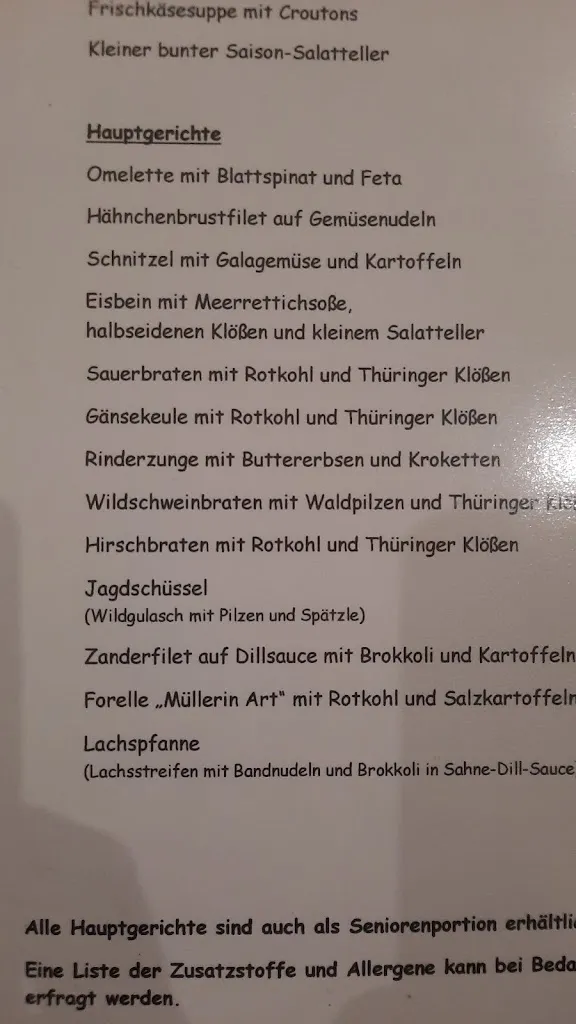 Frischkäsesuppe mit Croutons
Kleiner bunter Saison-Salatteller
Hauptgerichte
Omelette mit Blattspinat und Feta
Hähnchenbrustfilet auf Gemüsenudeln
Schnitzel mit Galagemüse und Kartoffeln
Eisbein mit Meerrettichsoße,
halbseidenen Klößen und kleinem Salatteller
Sauerbraten mit Rotkohl und Thüringer Klößen
Gänsekeule mit Rotkohl und Thüringer Klößen
Rinderzunge mit Buttererbsen und Kroketten
Wildschweinbraten mit Waldpilzen und Thüringer
Hirschbraten mit Rotkohl und Thüringer Klößen
Jagdschüssel
(Wildgulasch mit Pilzen und Spätzle)
Zanderfilet auf Dillsauce mit Brokkoli und Kartoffeln
Forelle „Müllerin Art" mit Rotkohl und Salzkartoffeln
Lachspfanne
(Lachsstreifen mit Bandnudeln und Brokkoli in Sahne-Dill-Sauce)
Alle Hauptgerichte sind auch als Seniorenportion
Eine Liste der Zusatzstoffe und Allergene kann bei
erfragt werden.